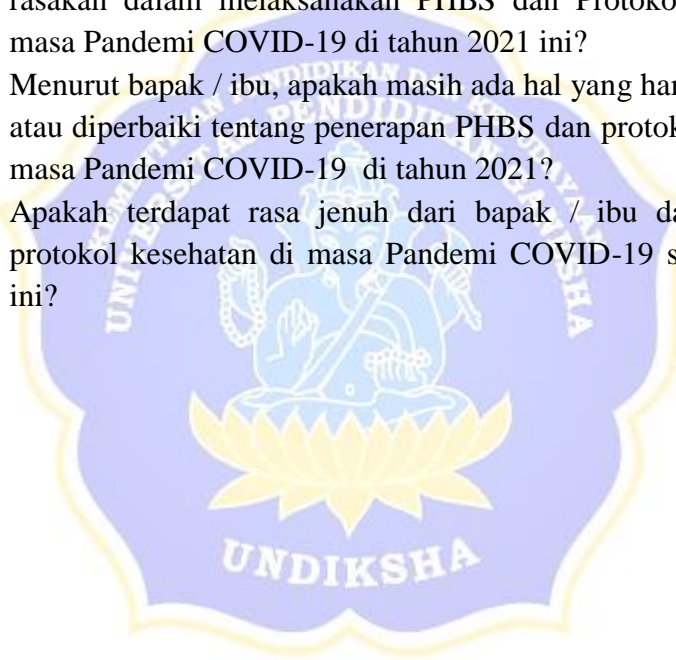 rasakan dalam melaksanakan PHBS dan Protokol
masa Pandemi COVID-19 di tahun 2021 ini?
Menurut bapak / ibu, apakah masih ada hal yang har
atau diperbaiki tentang penerapan PHBS dan protok
masa Pandemi COVID-19 di tahun 2021?
Apakah terdapat rasa jenuh dari bapak / ibu da
protokol kesehatan di masa Pandemi COVID-19 s
ini?
UNDIKSHA